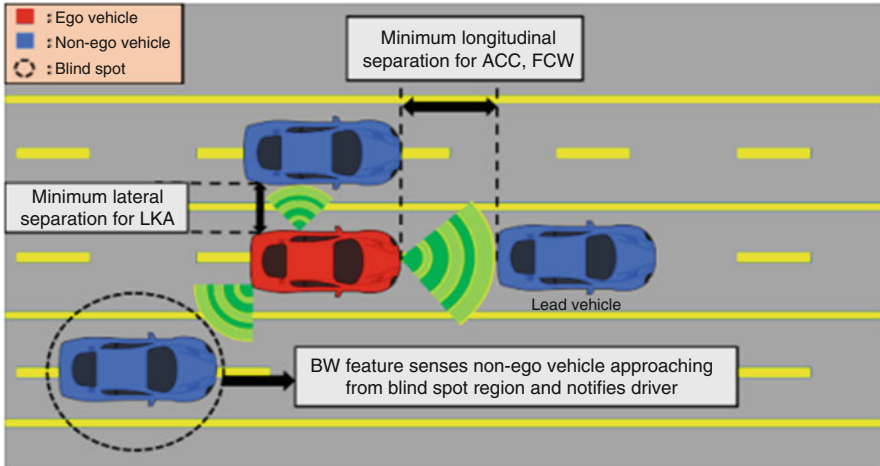 : Ego vehicle
: Non-ego vehicle
: Blind spot
Minimum longitudinal
separation for ACC, FCW
Minimum lateral
separation for LKA
Lead vehicle
BW feature senses non-ego vehicle approaching
from blind spot region and notifies driver